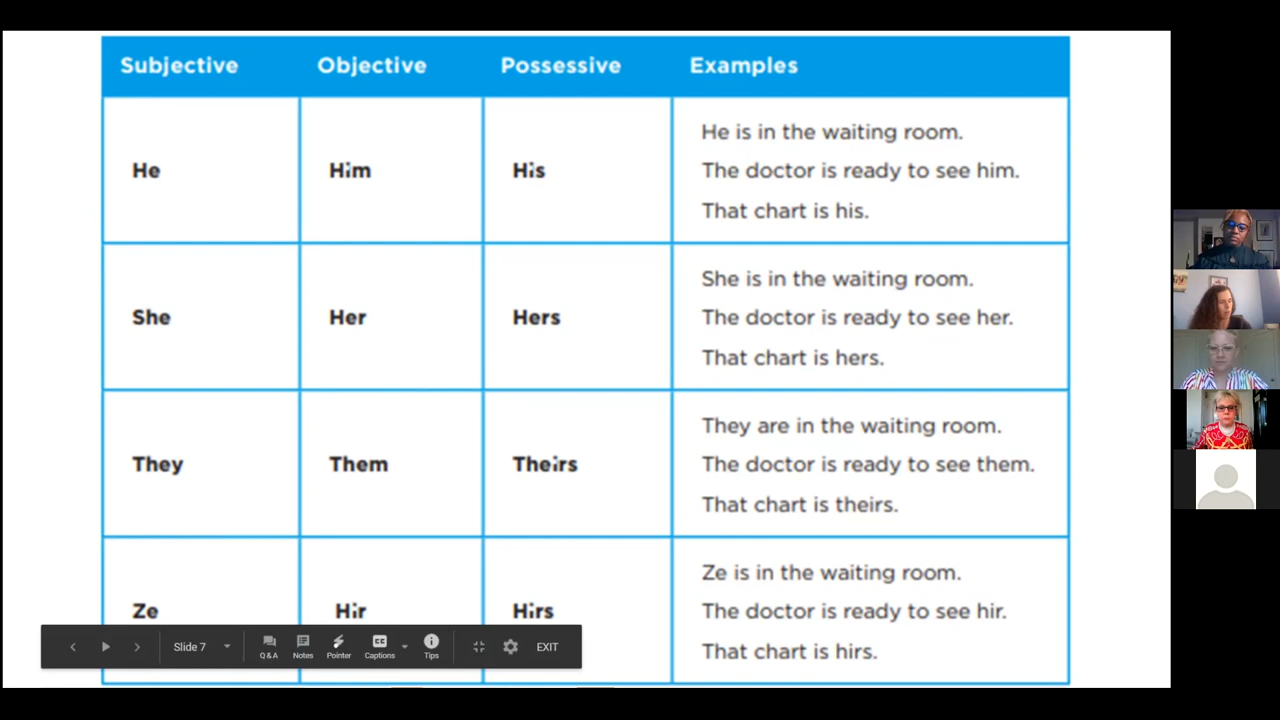 Subjective Objective Possessive Examples
He Him His
He is in the waiting room.
The doctor is ready to see him.
That chart is his.
She Her Hers
She is in the waiting room.
The doctor is ready to see her.
That chart is hers.
They Them Theirs
They are in the waiting room.
The doctor is ready to see them.
That chart is theirs.
Ze Hir Hirs
Ze is in the waiting room.
The doctor is ready to see hir.
That chart is hirs.
Slide 7 Q&A Notes Pointer CC Captions Tips EXIT